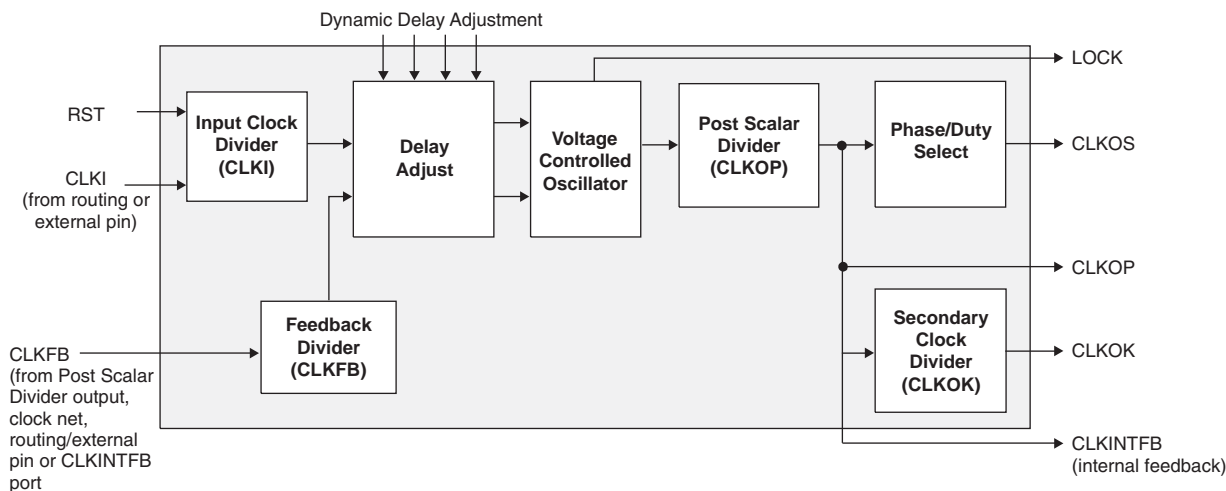 Dynamic Delay Adjustment
LOCK
RST
Input Clock
Divider
(CLKI)
Delay
Adjust
Voltage
Controlled
Oscillator
Post Scalar
Divider
(CLKOP)
Phase/Duty
Select
CLKOS
CLKI
(from routing or
external pin)
CLKOP
Feedback
Divider
(CLKFB)
Secondary
Clock
Divider
(CLKOK)
CLKOK
CLKFB
(from Post Scalar
Divider output,
clock net,
routing/external
pin or CLKINTFB
port
CLKINTFB
(internal feedback)